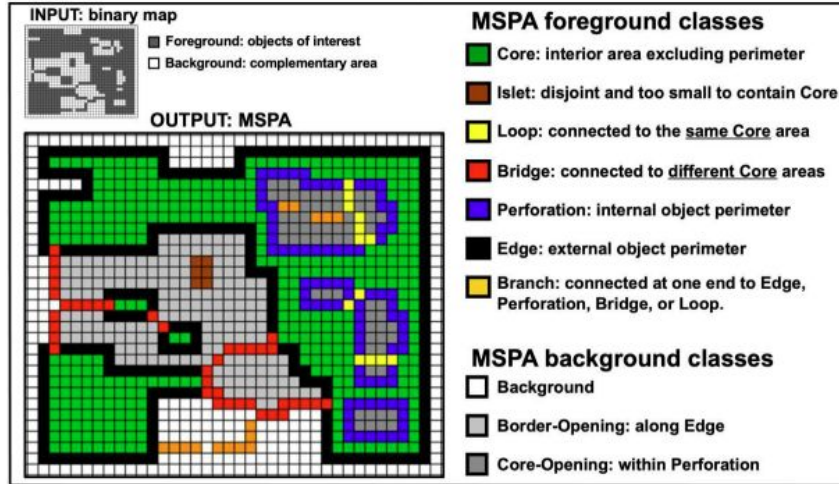 INPUT: binary map
Foreground: objects of interest
Background: complementary area
OUTPUT: MSPA
MSPA foreground classes
Core: interior area excluding perimeter
Islet: disjoint and too small to contain Core
Loop: connected to the same Core area
Bridge: connected to different Core areas
Perforation: internal object perimeter
Edge: external object perimeter
Branch: connected at one end to Edge,
Perforation, Bridge, or Loop.
MSPA background classes
Background
Border-Opening: along Edge
Core-Opening: within Perforation